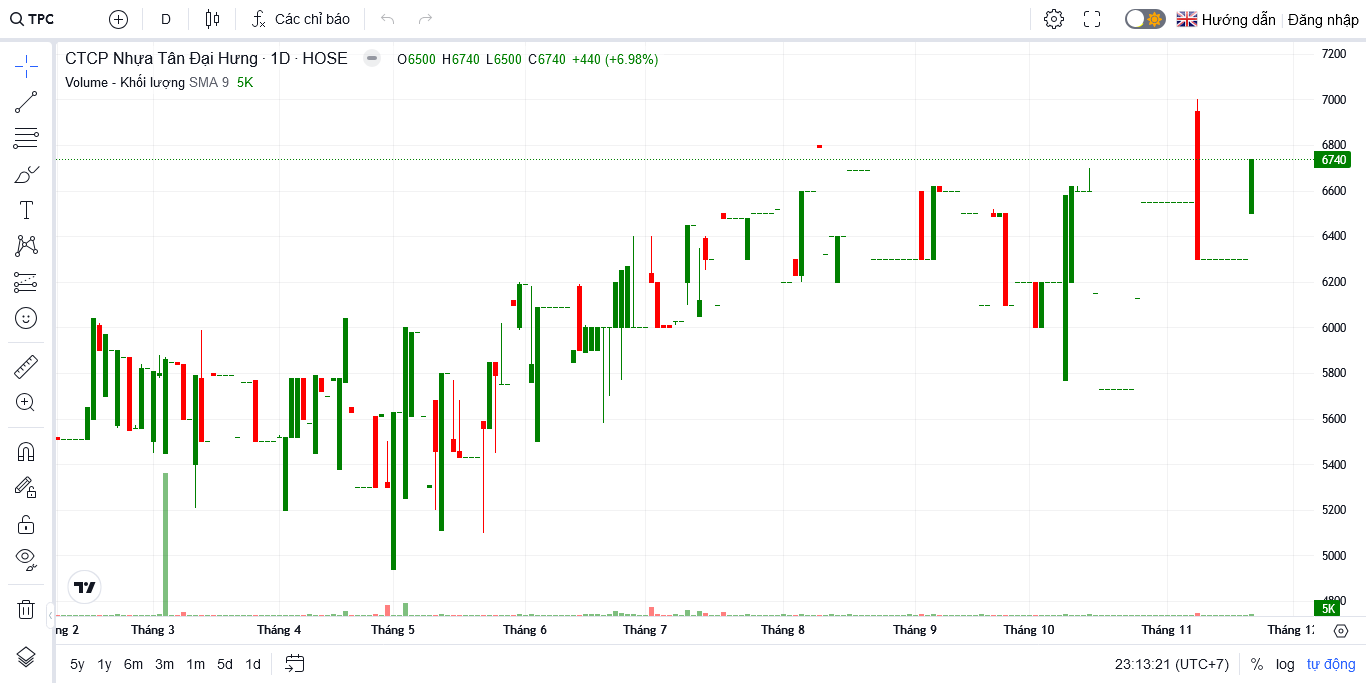 TPC D Các chỉ báo Hướng dẫn Đăng nhập
CTCP Nhựa Tân Đại Hưng · 1D · HOSE O6500 H6740 L6500 C6740 +440 (+6.98%)
Volume - Khối lượng SMA 9 5K
7200
7000
6800
6740
6600
6400
6200
6000
5800
5600
5400
5200
5000
4800
5K
ng 2 Tháng 3 Tháng 4 Tháng 5 Tháng 6 Tháng 7 Tháng 8 Tháng 9 Tháng 10 Tháng 11 Tháng 1
5y 1y 6m 3m 1m 5d 1d 23:13:21 (UTC+7) % log tự động